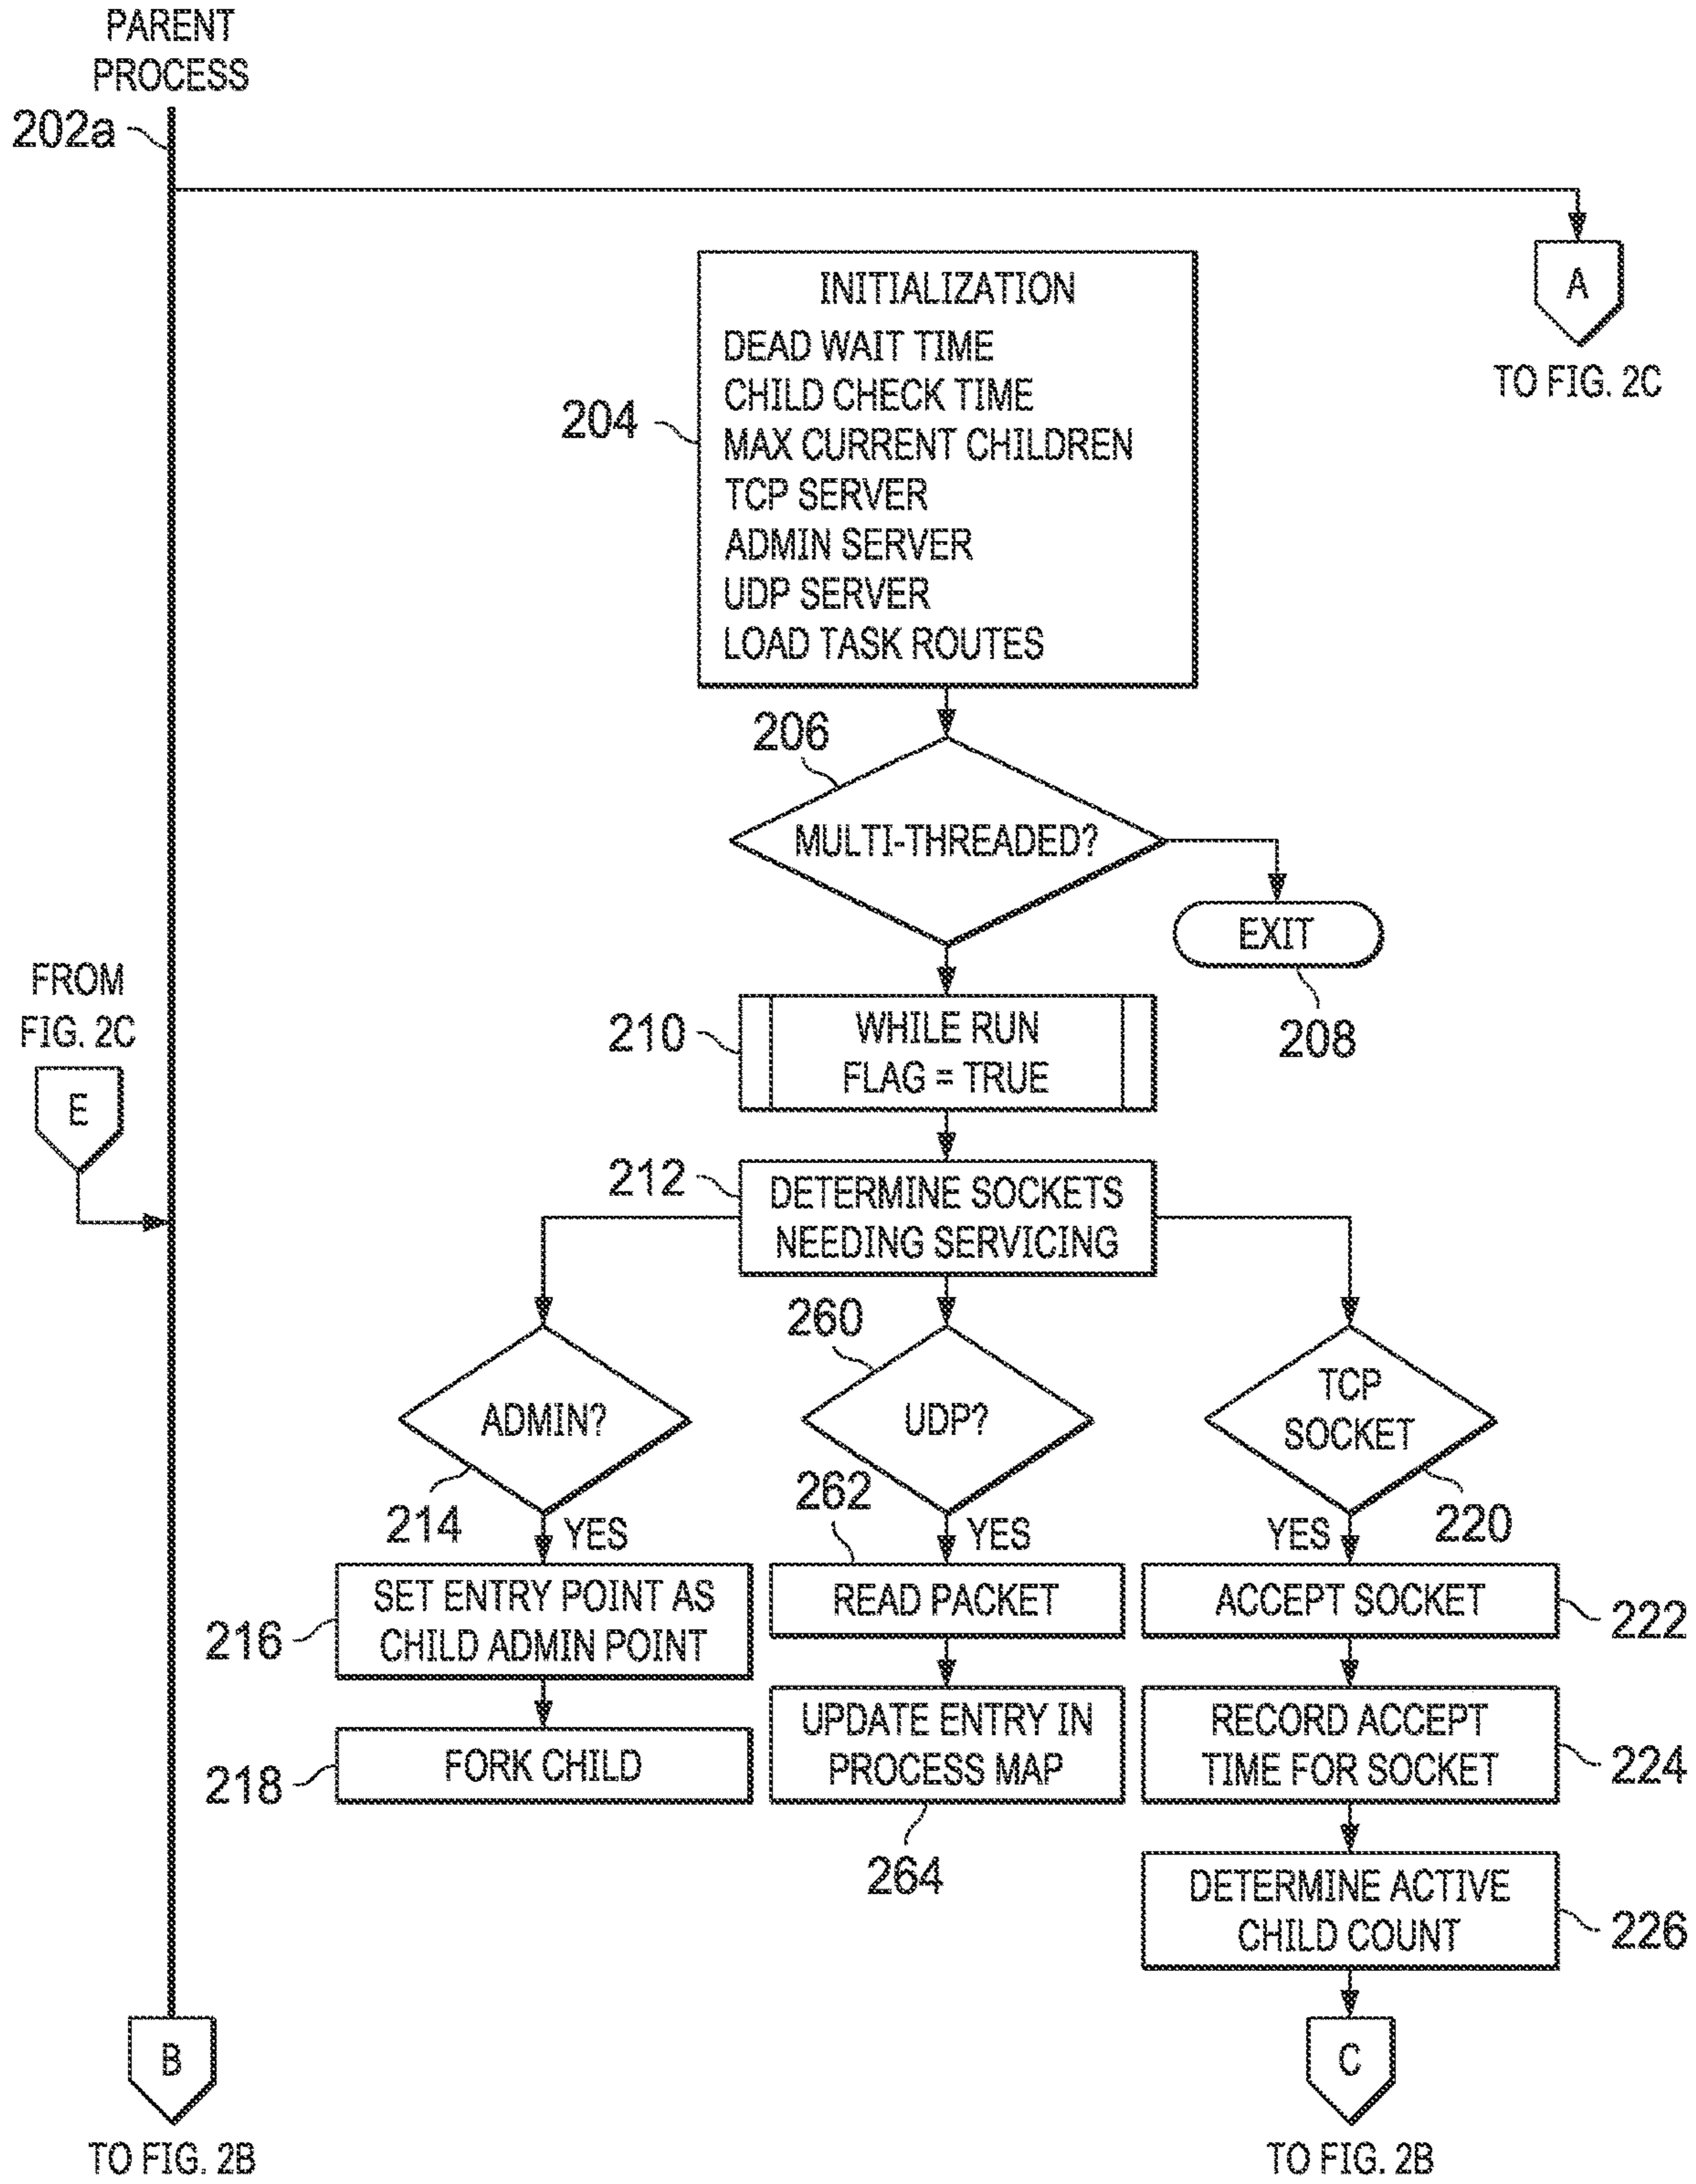 PARENT
PROCESS
202a
A
TO FIG. 2C
INITIALIZATION
DEAD WAIT TIME
CHILD CHECK TIME
MAX CURRENT CHILDREN
TCP SERVER
ADMIN SERVER
UDP SERVER
LOAD TASK ROUTES
204
206
MULTI-THREADED?
EXIT
208
FROM
FIG. 2C
E
210
WHILE RUN
FLAG = TRUE
212
DETERMINE SOCKETS
NEEDING SERVICING
260
ADMIN?
UDP?
TCP
SOCKET
214
YES
262
YES
YES
220
216
SET ENTRY POINT AS
CHILD ADMIN POINT
READ PACKET
ACCEPT SOCKET
222
218
FORK CHILD
UPDATE ENTRY IN
PROCESS MAP
264
RECORD ACCEPT
TIME FOR SOCKET
224
DETERMINE ACTIVE
CHILD COUNT
226
B
TO FIG. 2B
C
TO FIG. 2B